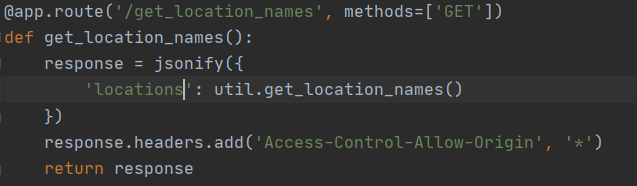 @app.route('/get_location_names', methods=['GET'])
def get_location_names():
    response = jsonify({
        'locations': util.get_location_names()
    })
    response.headers.add('Access-Control-Allow-Origin', '*')
    return response